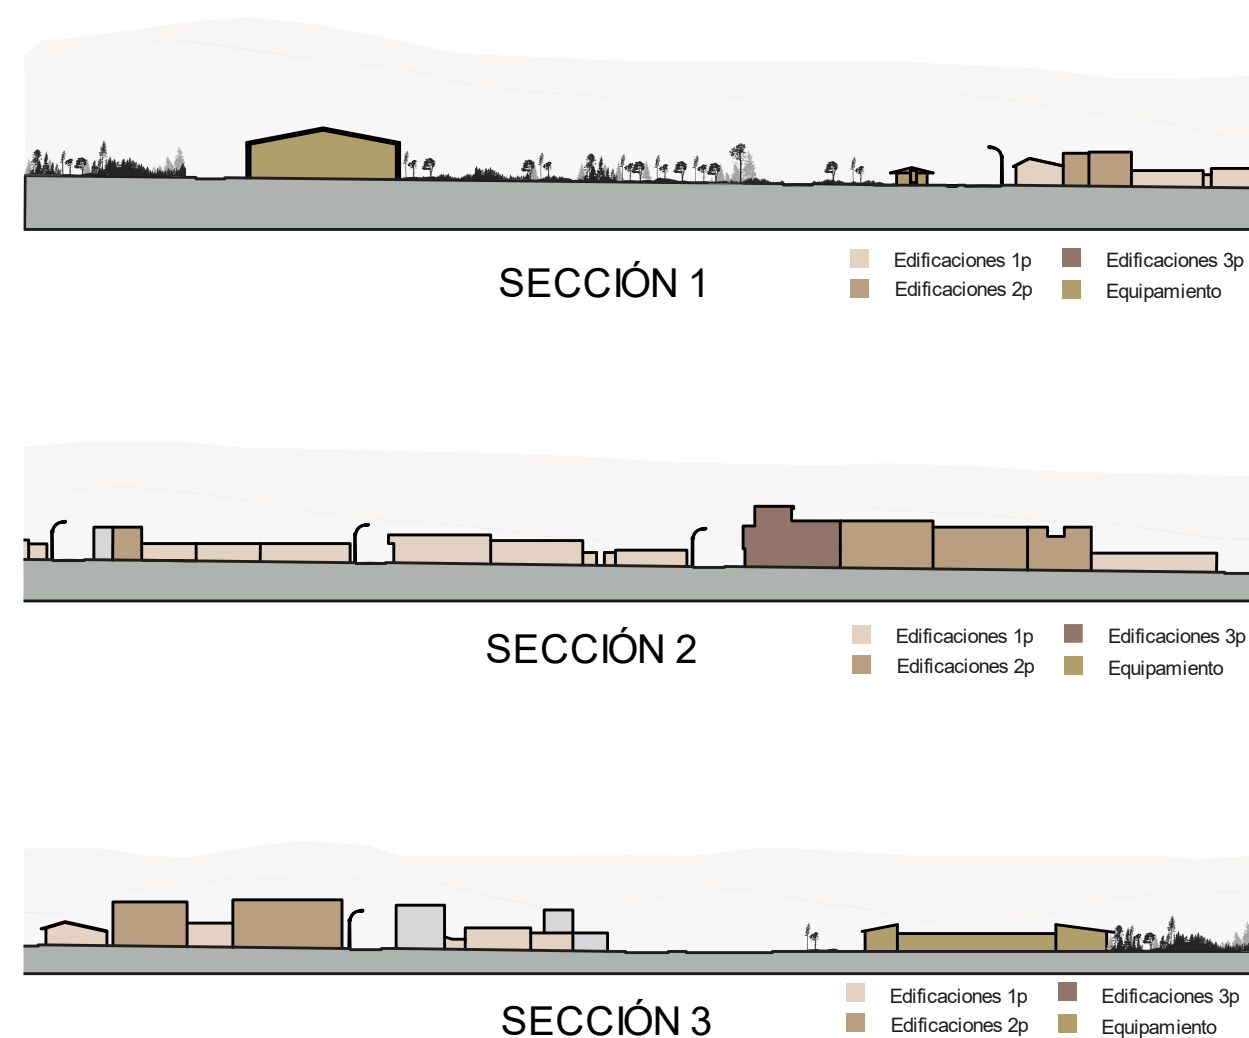 Edificaciones 1p
Edificaciones 3p
SECCIÓN 1
Edificaciones 2p
Equipamiento
Edificaciones 1p
Edificaciones 3p
SECCIÓN 2
Edificaciones 2p
Equipamiento
Edificaciones 1p
Edificaciones 3p
SECCIÓN 3
Edificaciones 2p
Equipamiento